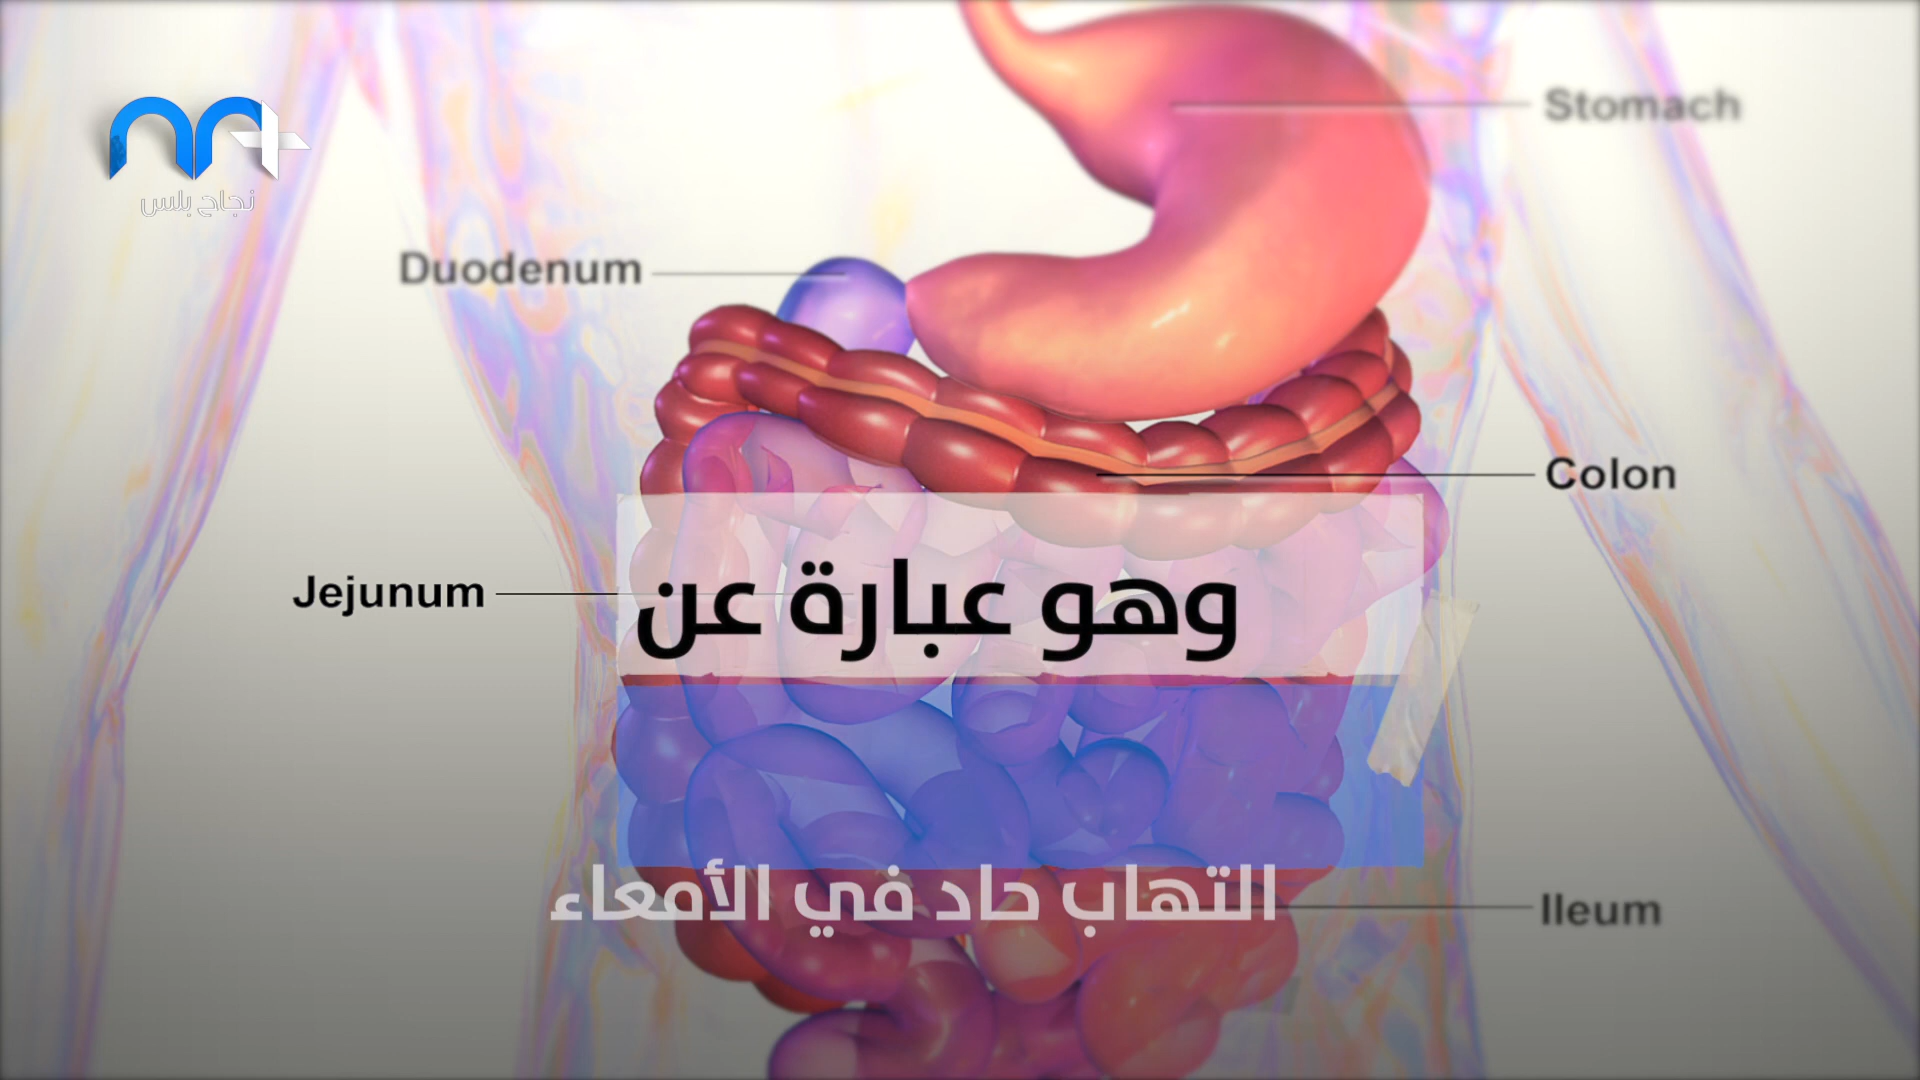 نجاح بلس
Stomach
Duodenum
Colon
Jejunum
وهو عبارة عن
التهاب حاد في الأمعاء
Ileum